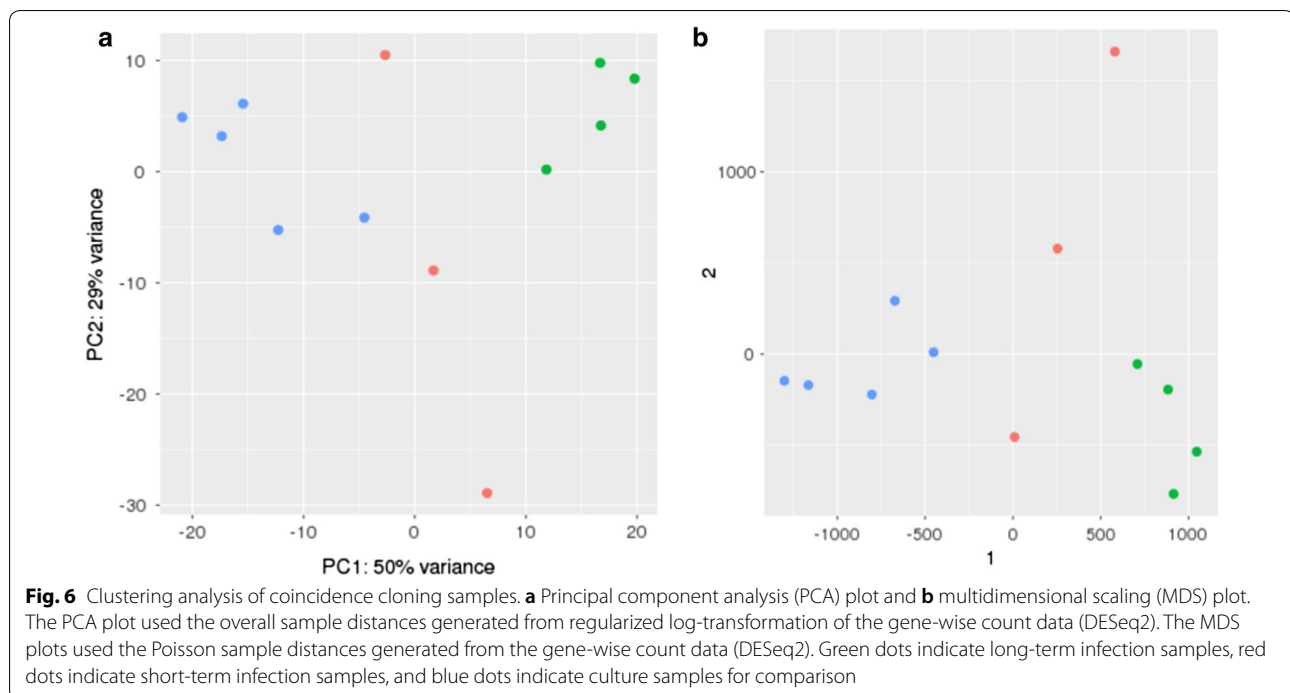 a
10
0
-10
-20
-30
PC2: 29% variance
-20 -10 0 10 20
PC1: 50% variance
b
1000
0
2
-1000 -500 0 500 1000
1
Fig. 6 Clustering analysis of coincidence cloning samples. a Principal component analysis (PCA) plot and b multidimensional scaling (MDS) plot.
The PCA plot used the overall sample distances generated from regularized log-transformation of the gene-wise count data (DESeq2). The MDS
plots used the Poisson sample distances generated from the gene-wise count data (DESeq2). Green dots indicate long-term infection samples, red
dots indicate short-term infection samples, and blue dots indicate culture samples for comparison